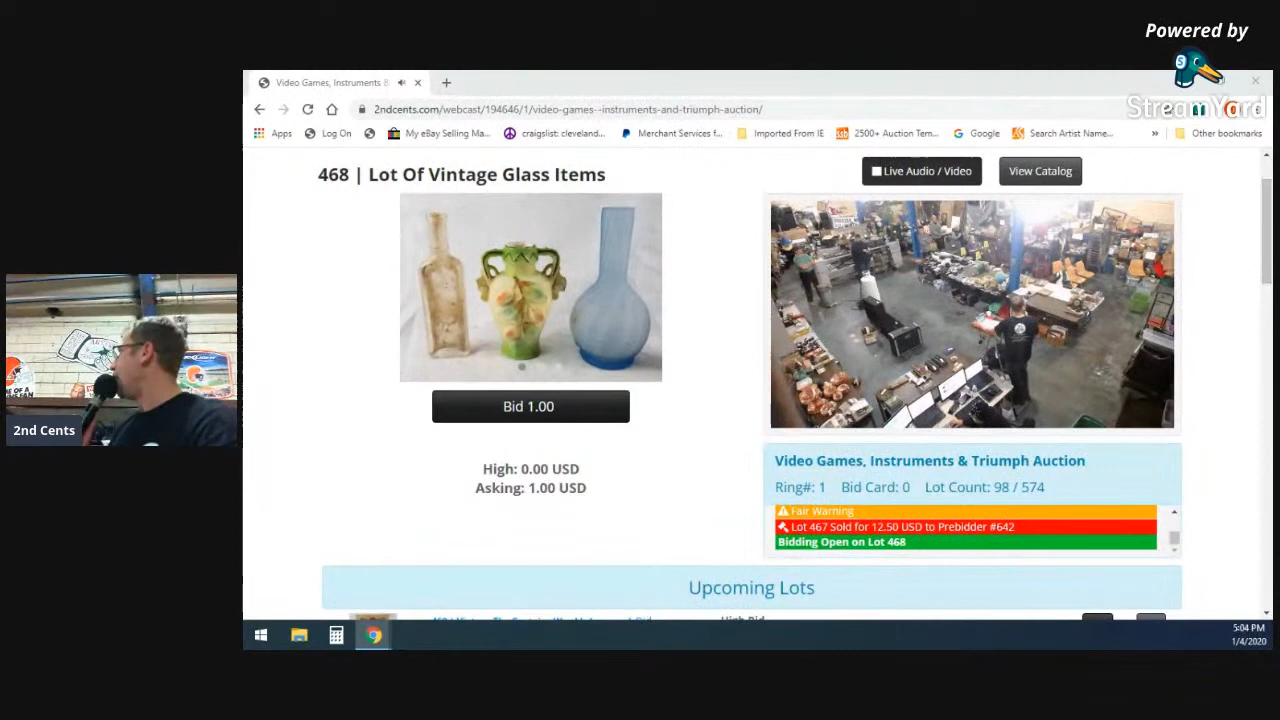 Powered by
StreamYard
Video Games, Instruments &
2ndcents.com/webcast/194646/1/video-games--instruments-and-triumph-auction/
Apps
Log On
My eBay Selling Ma...
craigslist: cleveland...
Merchant Services f...
Imported From IE
2500+ Auction Tem...
Google
Search Artist Name...
»
Other bookmarks
468 | Lot Of Vintage Glass Items
Live Audio / Video
View Catalog
Bid 1.00
High: 0.00 USD
Asking: 1.00 USD
2nd Cents
Video Games, Instruments & Triumph Auction
Ring#: 1 Bid Card: 0 Lot Count: 98 / 574
Fair Warning
Lot 467 Sold for 12.50 USD to Prebidder #642
Bidding Open on Lot 468
Upcoming Lots
High Bid
5:04 PM
1/4/2020